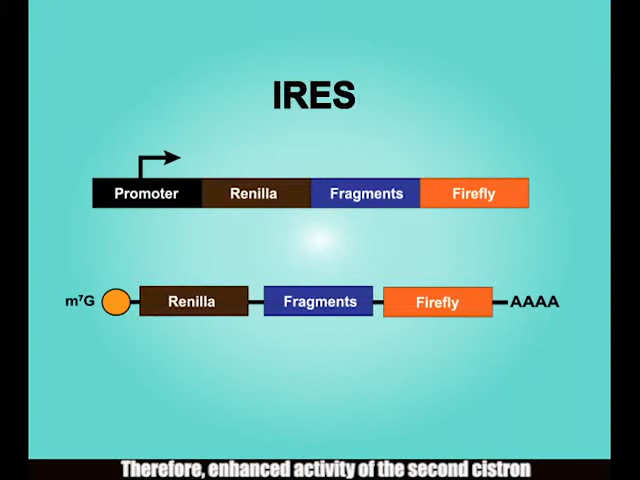 IRES
Promoter Renilla Fragments Firefly
m⁷G Renilla Fragments Firefly AAAA
Therefore, enhanced activity of the second cistron